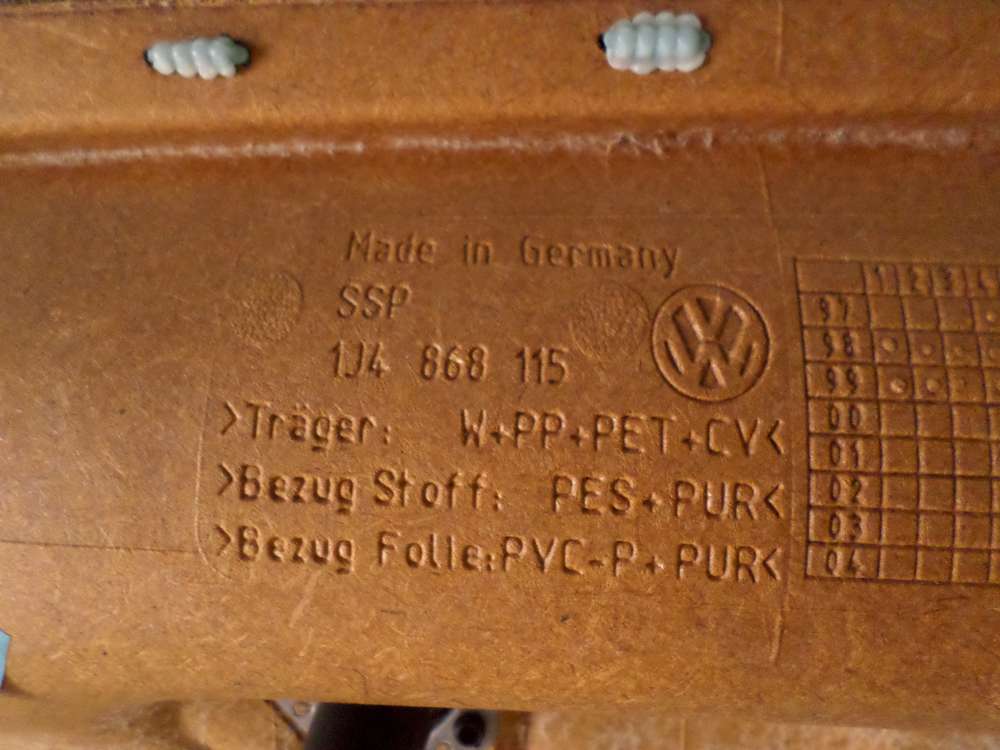 Made in Germany
SSP
1J4 868 115
VW
>Träger: W+PP+PET+CV<
>Bezug Stoff: PES+PUR<
>Bezug Folie:PVC-P+PUR<
1 2 3 4
97
98
99
00
01
02
03
04